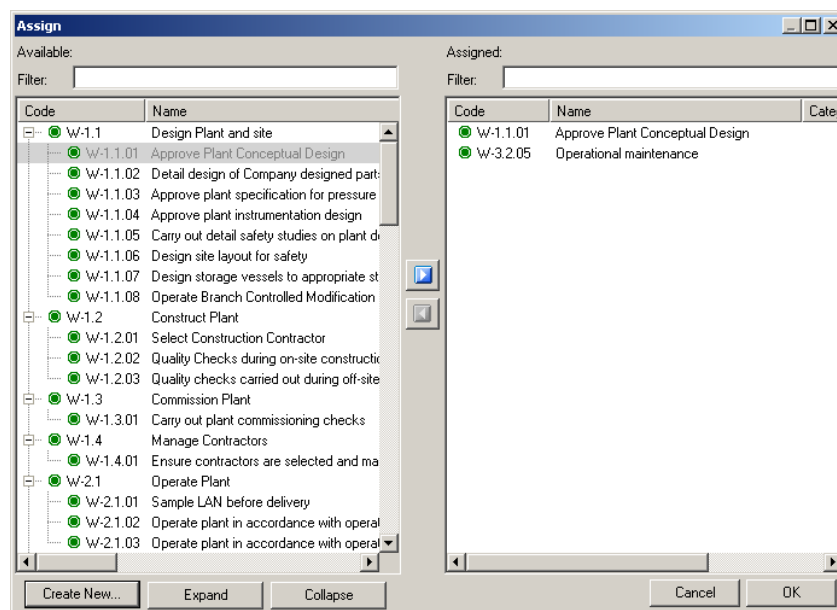 Assign
Available:
Filter:
Code Name
W-1.1 Design Plant and site
W-1.1.01 Approve Plant Conceptual Design
W-1.1.02 Detail design of Company designed part
W-1.1.03 Approve plant specification for pressure
W-1.1.04 Approve plant instrumentation design
W-1.1.05 Carry out detail safety studies on plant d
W-1.1.06 Design site layout for safety
W-1.1.07 Design storage vessels to appropriate st
W-1.1.08 Operate Branch Controlled Modification
W-1.2 Construct Plant
W-1.2.01 Select Construction Contractor
W-1.2.02 Quality Checks during on-site constructi
W-1.2.03 Quality checks carried out during off-site
W-1.3 Commission Plant
W-1.3.01 Carry out plant commissioning checks
W-1.4 Manage Contractors
W-1.4.01 Ensure contractors are selected and ma
W-2.1 Operate Plant
W-2.1.01 Sample LAN before delivery
W-2.1.02 Operate plant in accordance with opera
W-2.1.03 Operate plant in accordance with opera
Create New... Expand Collapse
Assigned:
Filter:
Code Name Cate
W-1.1.01 Approve Plant Conceptual Design
W-3.2.05 Operational maintenance
Cancel OK